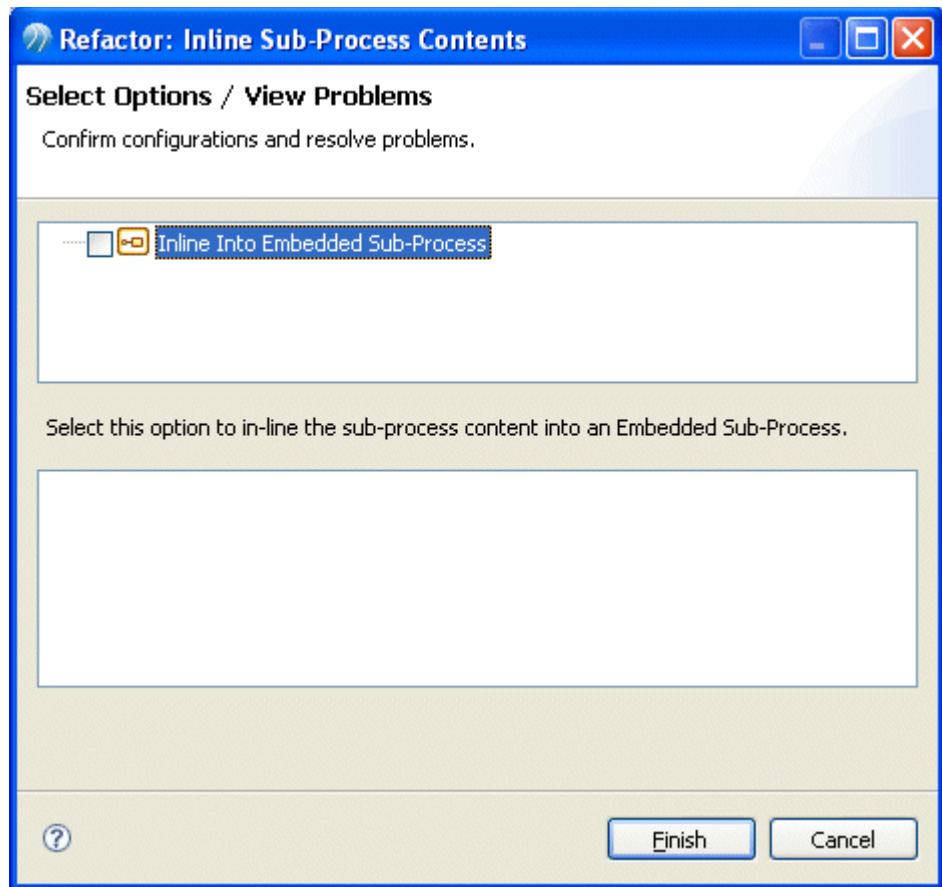 Refactor: Inline Sub-Process Contents
Select Options / View Problems
Confirm configurations and resolve problems.
Inline Into Embedded Sub-Process
Select this option to in-line the sub-process content into an Embedded Sub-Process.
?
Finish
Cancel